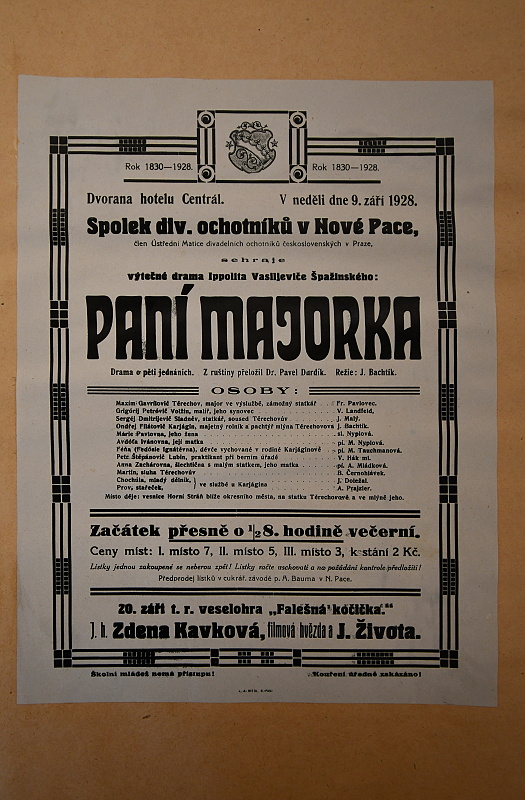 Rok 1830—1928. Rok 1830—1928.
Dvorana hotelu Centrál. V neděli dne 9. září 1928.
Spolek div. ochotníků v Nové Pace,
člen Ústřední Matice divadelních ochotníků československých v Praze,
sehraje
výtečné drama Ippolita Vasiljeviče Špažinského:
PANÍ MAJORKA
Drama o pěti jednáních. Z ruštiny přeložil Dr. Pavel Durdík. Režie: J. Bachtík.
OSOBY:
Maxim Gavrilovič Těrechov, major ve výslužbě, zámožný statkář . . Fr. Pavlovec.
Grigorij Petrovič Voltin, malíř, jeho synovec . . V. Landfeld,
Sergěj Dmitrijevič Sladněv, statkář, soused Těrechovův . . J. Malý.
Ondřej Filatovič Karjágin, majetný rolník a pachtýř mlýna Těrechovova J. Bachtík.
Marie Pavlovna, jeho žena . . sl. Nyplová.
Avdóta Ivánovna, její matka . . pí. M. Nyplová.
Féňa (Fedósie Ignátěvna), děvče vychované v rodině Karjáginově . . pí. M. Tauchmanová.
Petr Štěpánovič Lubin, praktikant při berním úřadě . . V. Hák ml.
Anna Zachárovna, šlechtična s malým statkem, jeho matka . . pí. A. Mládková.
Martin, sluha Těrechovův . . B. Černohlávek.
Chochúla, mladý dělník, J. Doležal.
Prov, stařeček, } ve službě u Karjágina . . A. Prajzler.
Místo děje: vesnice Horní Stráň blíže okresního města, na statku Těrechovově a ve mlýně jeho.
Začátek přesně o ½8. hodině večerní.
Ceny míst: I. místo 7, II. místo 5, III. místo 3, k stání 2 Kč.
Lístky jednou zakoupené se neberou zpět! Lístky račte uschovati a na požádání kontrole předložiti!
Předprodej lístků v cukrář. závodě p. M. Bauma v N. Pace.
20. září t. r. veselohra „Falešná kočička."
J. h. Zdena Kavková, filmová hvězda a J. Života.
Školní mládež nemá přístupu! Kouření úředně zakázáno!